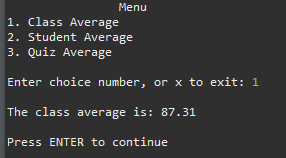 Menu
1. Class Average
2. Student Average
3. Quiz Average
Enter choice number, or x to exit: 1
The class average is: 87.31
Press ENTER to continue